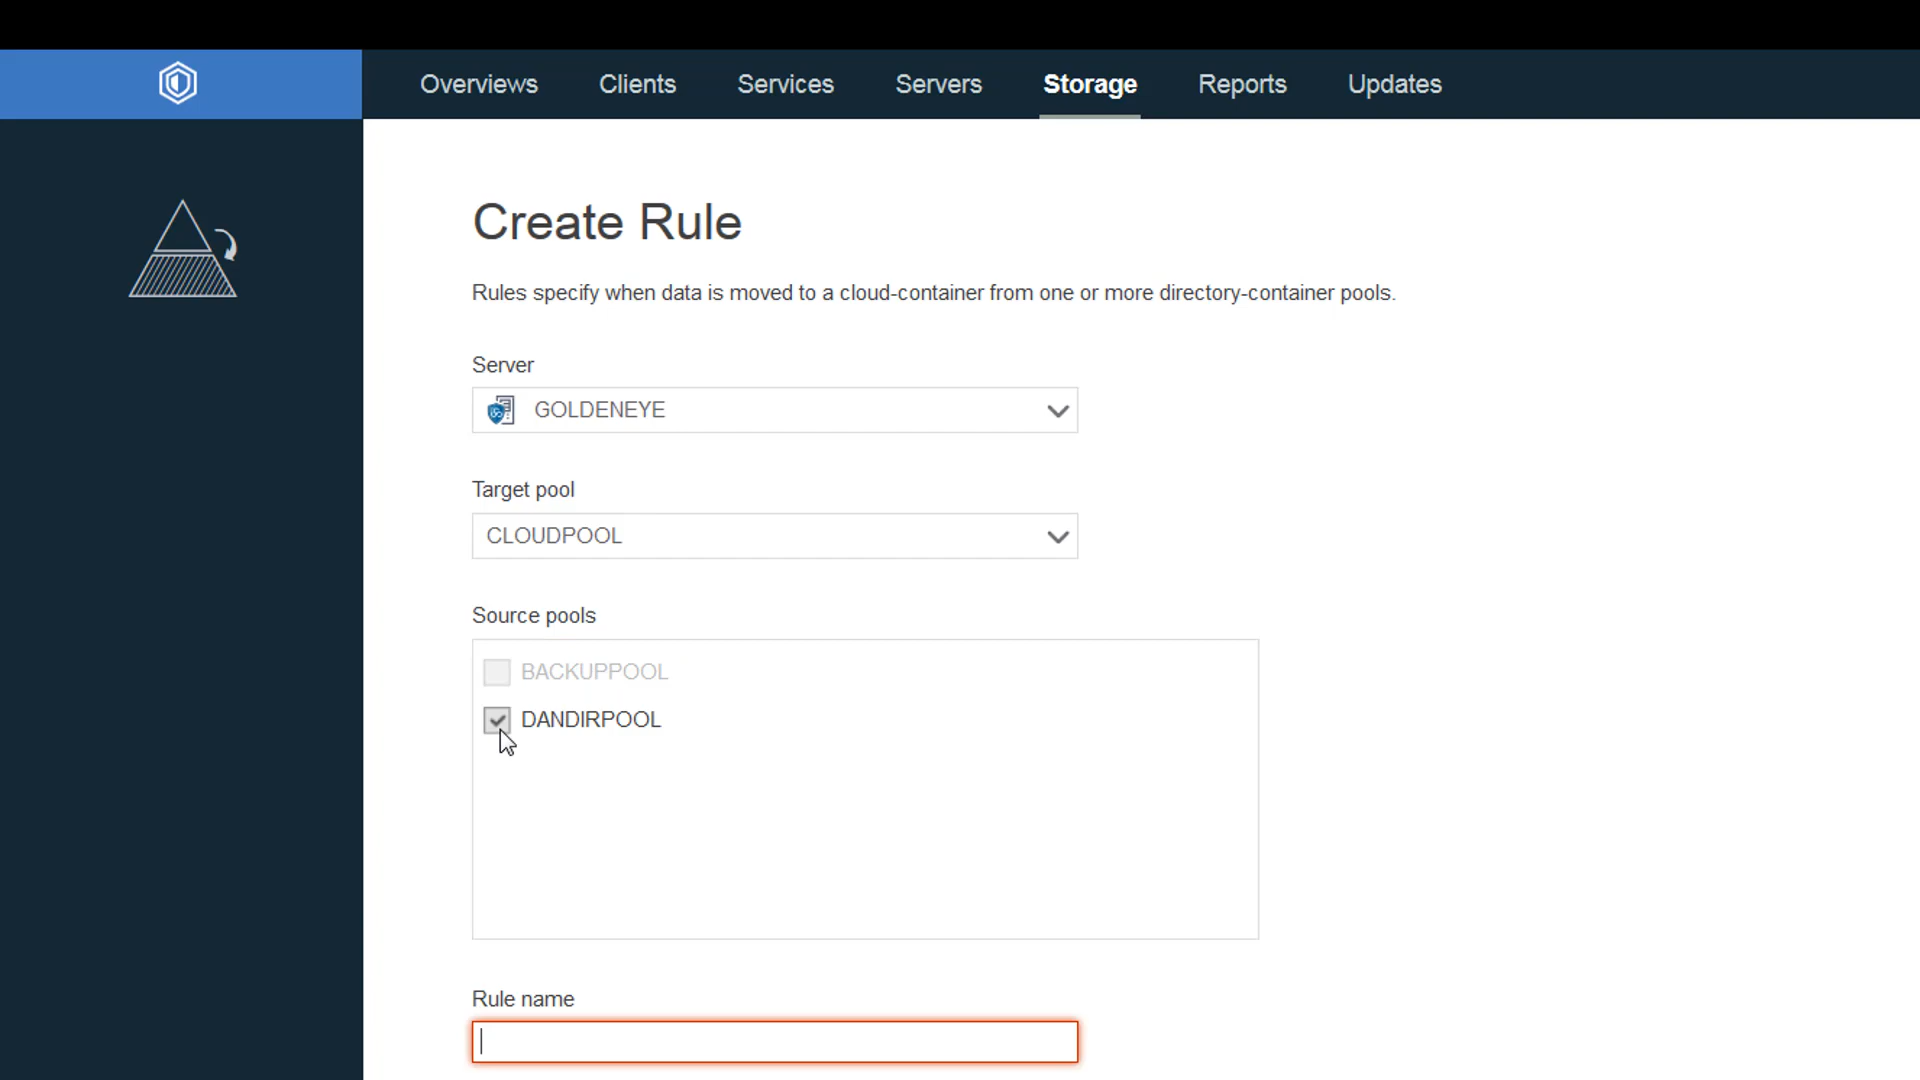 Overviews Clients Services Servers Storage Reports Updates
Create Rule
Rules specify when data is moved to a cloud-container from one or more directory-container pools.
Server
GOLDENEYE
Target pool
CLOUDPOOL
Source pools
BACKUPPOOL
DANDIRPOOL
Rule name